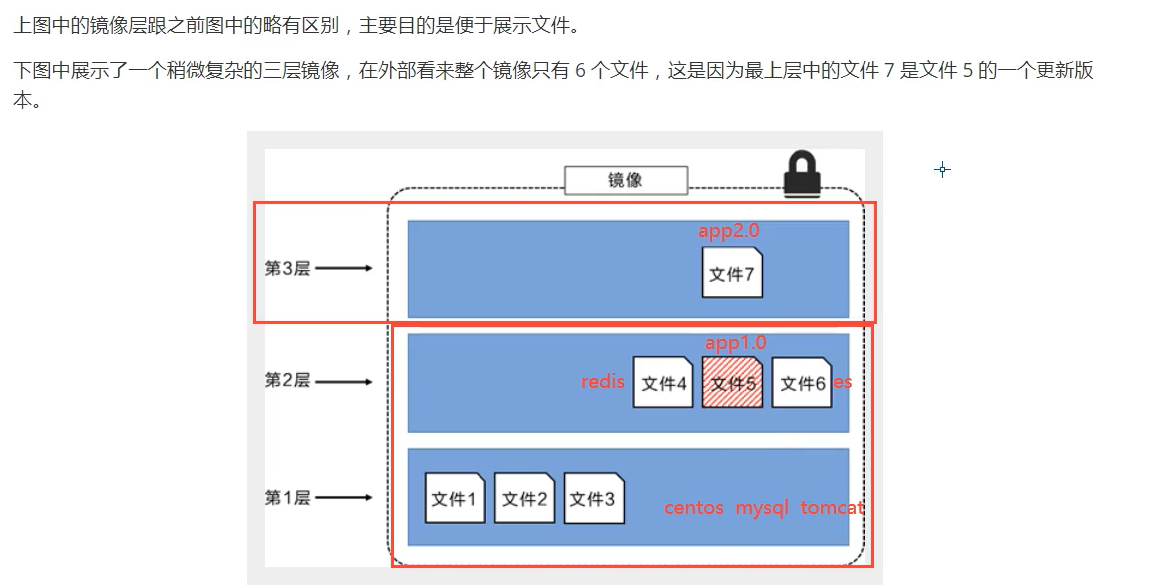 上图中的镜像层跟之前图中的略有区别，主要目的是便于展示文件。
下图中展示了一个稍微复杂的三层镜像，在外部看来整个镜像只有 6 个文件，这是因为最上层中的文件 7 是文件 5 的一个更新版
本。
镜像
app2.0
第3层
文件7
app1.0
第2层
redis 文件4 文件5 文件6 es
第1层
文件1 文件2 文件3
centos mysql tomcat